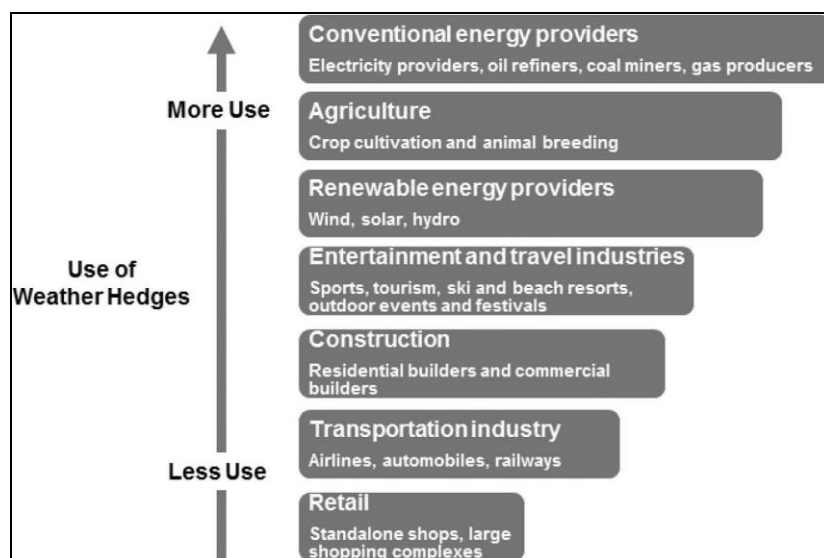 Conventional energy providers
Electricity providers, oil refiners, coal miners, gas producers
More Use
Agriculture
Crop cultivation and animal breeding
Renewable energy providers
Wind, solar, hydro
Use of
Weather Hedges
Entertainment and travel industries
Sports, tourism, ski and beach resorts,
outdoor events and festivals
Construction
Residential builders and commercial
builders
Transportation industry
Airlines, automobiles, railways
Less Use
Retail
Standalone shops, large
shopping complexes